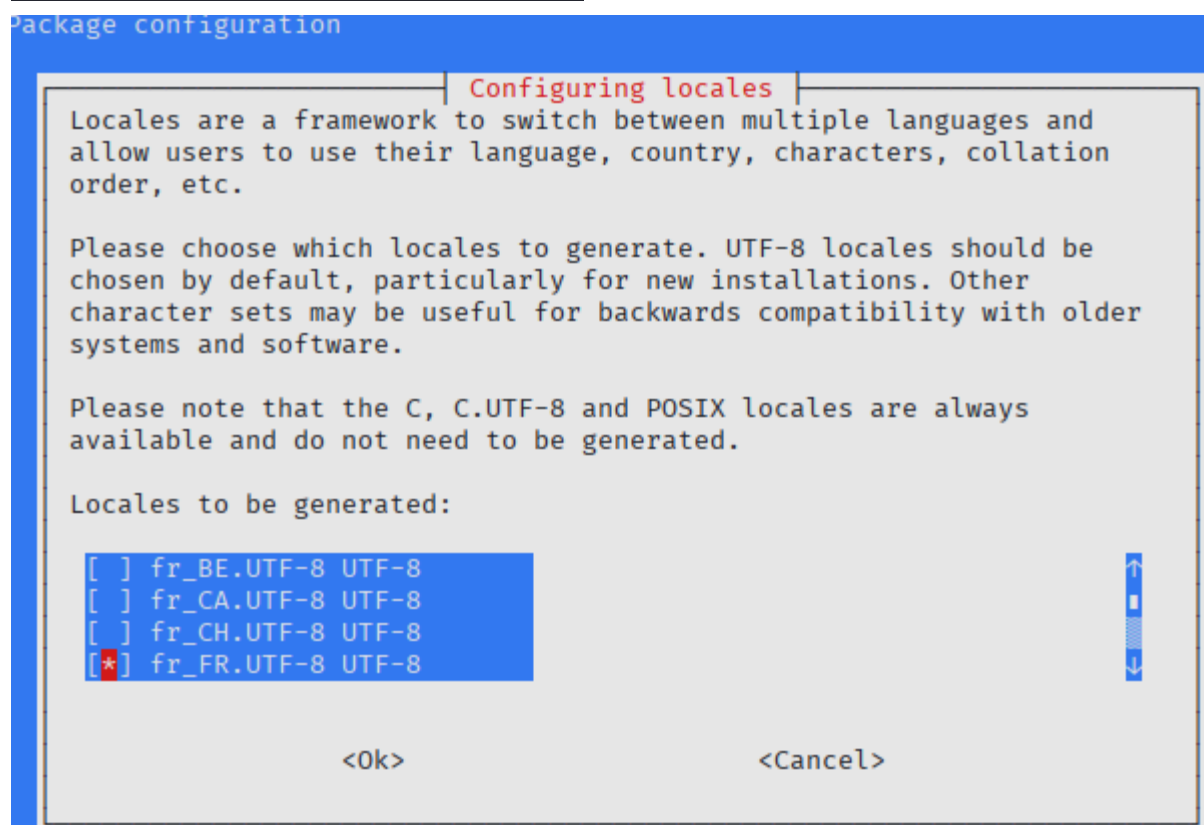 Package configuration
Configuring locales
Locales are a framework to switch between multiple languages and
allow users to use their language, country, characters, collation
order, etc.
Please choose which locales to generate. UTF-8 locales should be
chosen by default, particularly for new installations. Other
character sets may be useful for backwards compatibility with older
systems and software.
Please note that the C, C.UTF-8 and POSIX locales are always
available and do not need to be generated.
Locales to be generated:
[ ] fr_BE.UTF-8 UTF-8
[ ] fr_CA.UTF-8 UTF-8
[ ] fr_CH.UTF-8 UTF-8
[*] fr_FR.UTF-8 UTF-8
<Ok> <Cancel>